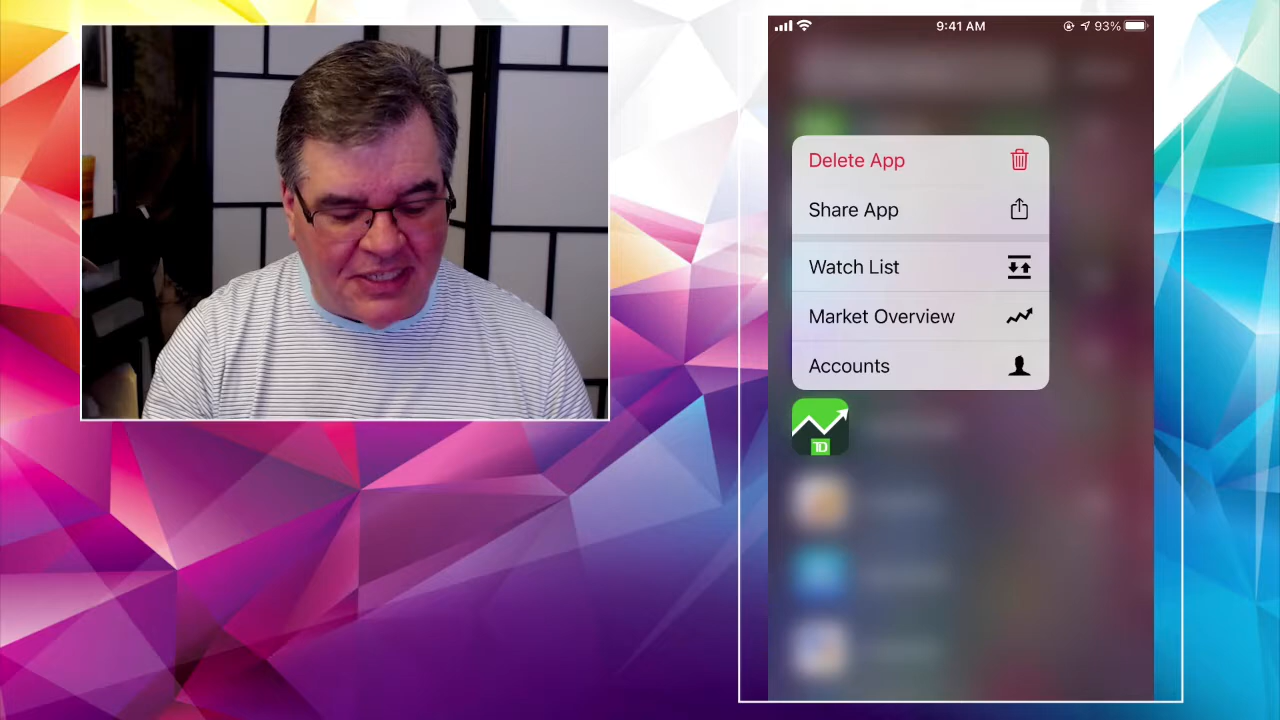 9:41 AM
93%
Delete App
Share App
Watch List
Market Overview
Accounts
TD